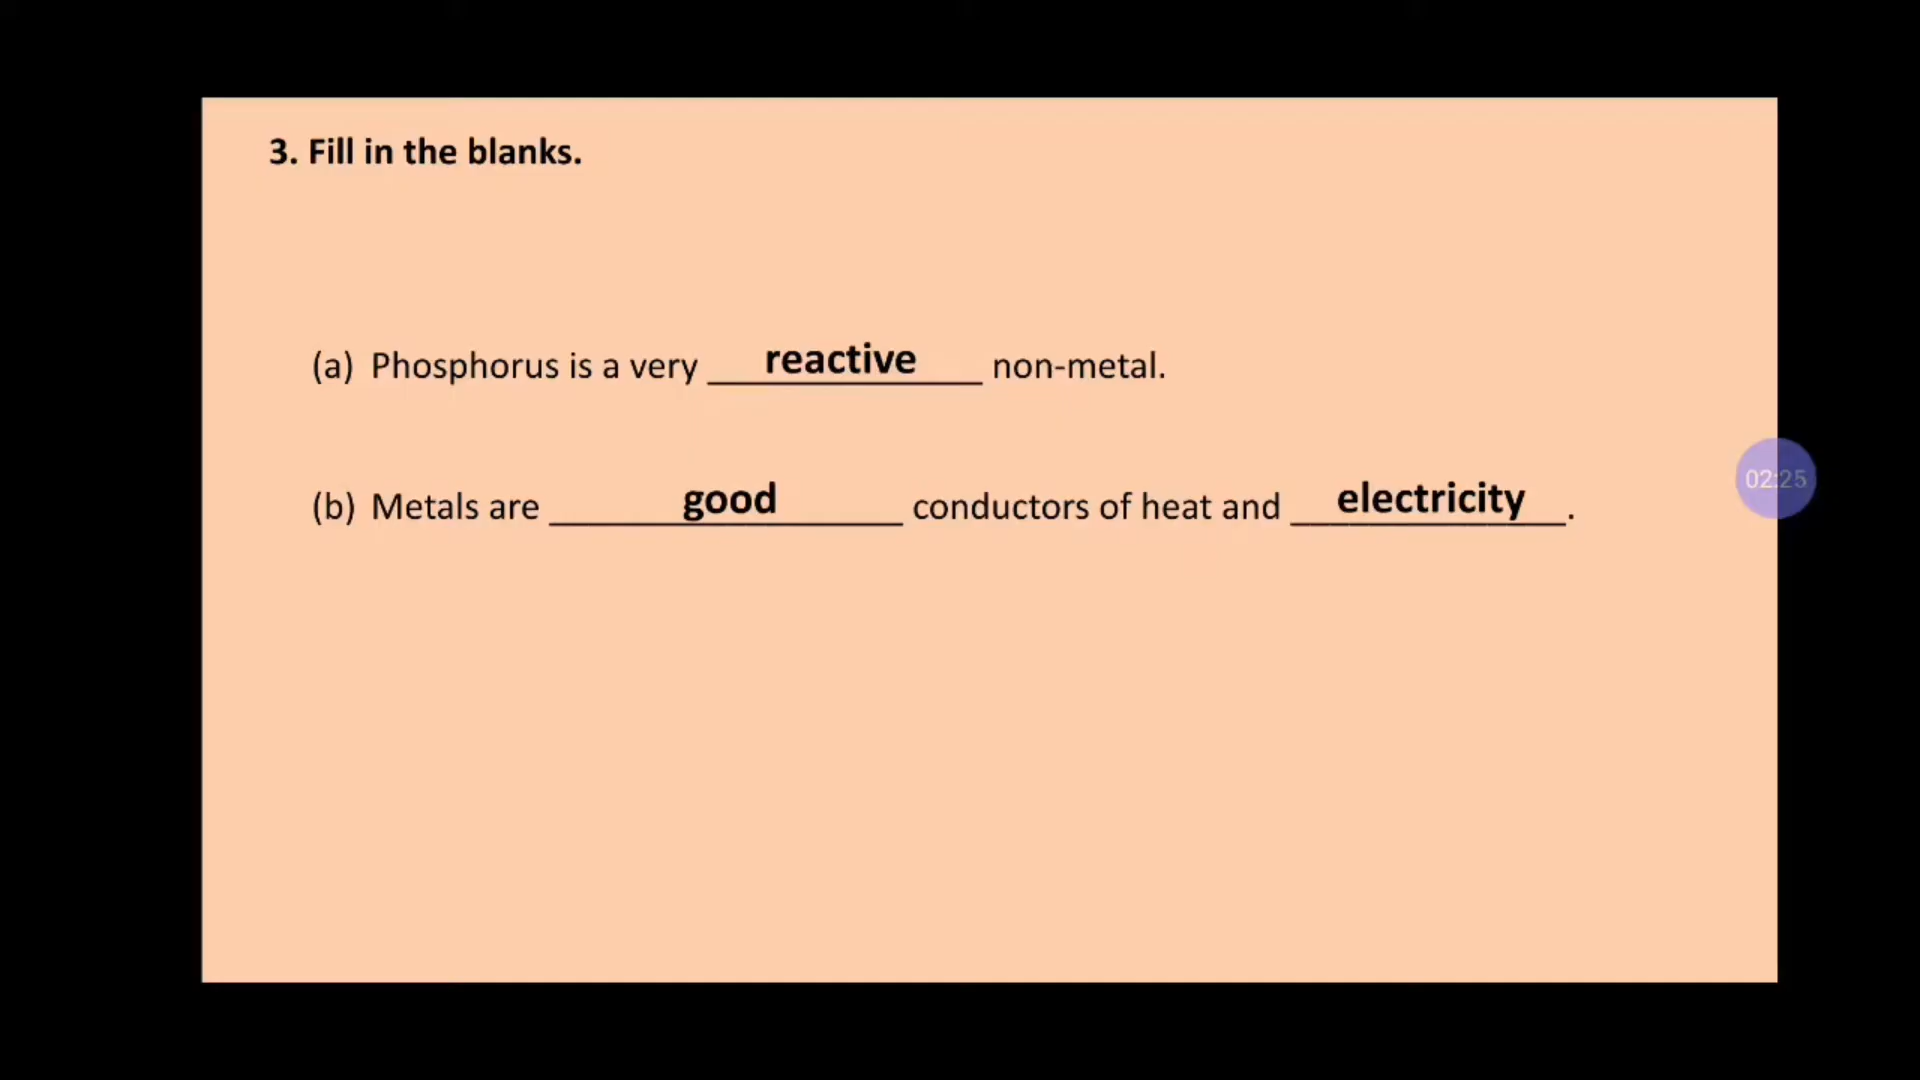 3. Fill in the blanks.
(a) Phosphorus is a very reactive non-metal.
(b) Metals are good conductors of heat and electricity.
02:25